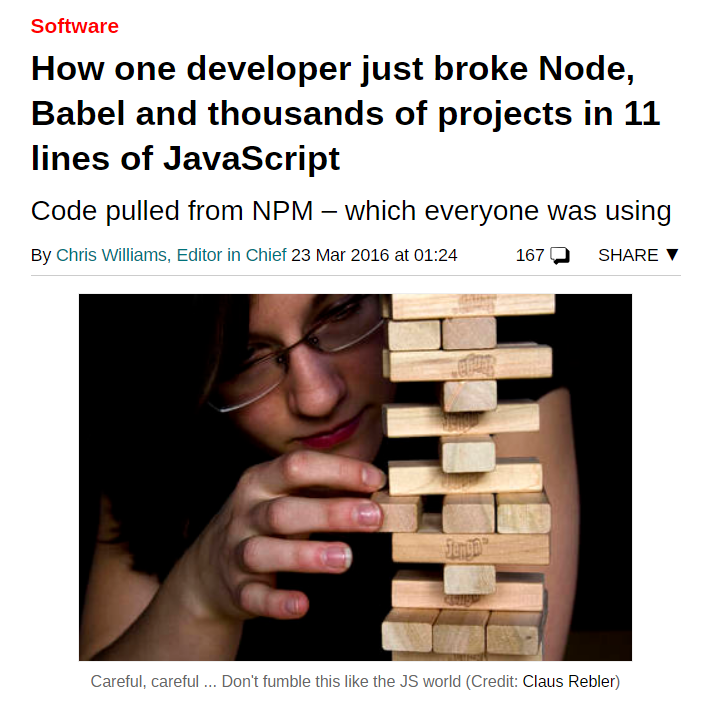 Software
How one developer just broke Node,
Babel and thousands of projects in 11
lines of JavaScript
Code pulled from NPM – which everyone was using
By Chris Williams, Editor in Chief 23 Mar 2016 at 01:24 167 SHARE ▼
Jenga
Careful, careful ... Don't fumble this like the JS world (Credit: Claus Rebler)